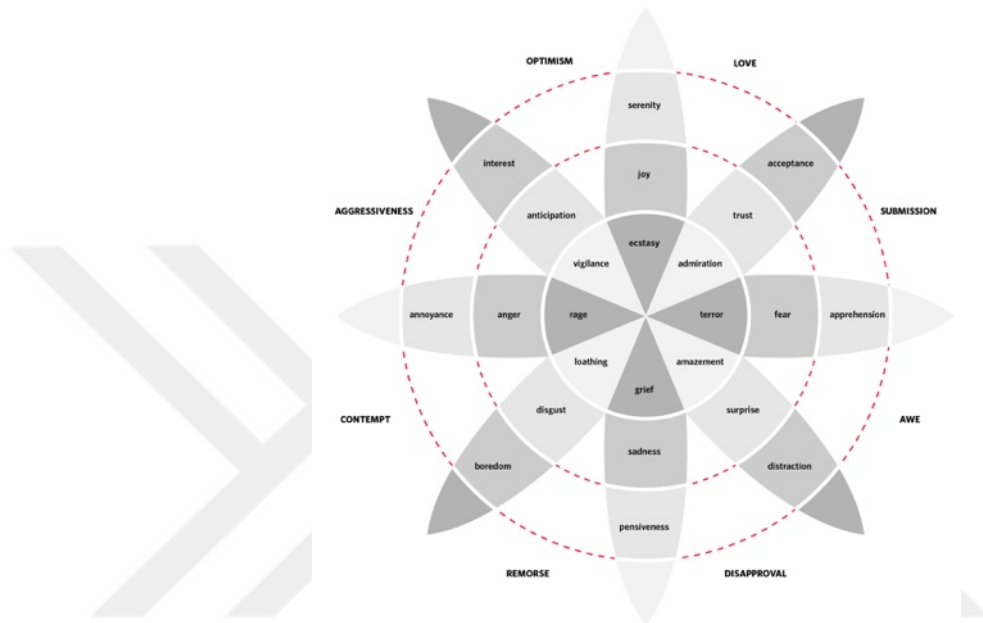 OPTIMISM
LOVE
serenity
interest
acceptance
joy
anticipation
trust
AGGRESSIVENESS
SUBMISSION
ecstasy
vigilance
admiration
annoyance
anger
rage
terror
fear
apprehension
loathing
amazement
grief
disgust
surprise
CONTEMPT
AWE
sadness
boredom
distraction
pensiveness
REMORSE
DISAPPROVAL